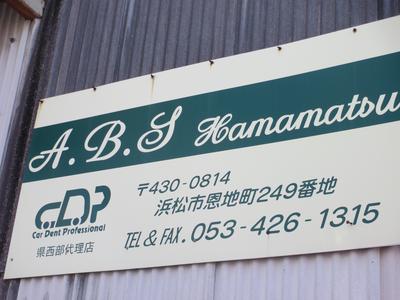 A.B.S Hamamatsu
CDP
Car Dent Professional
県西部代理店
〒430-0814
浜松市恩地町249番地
TEL & FAX. 053-426-1315